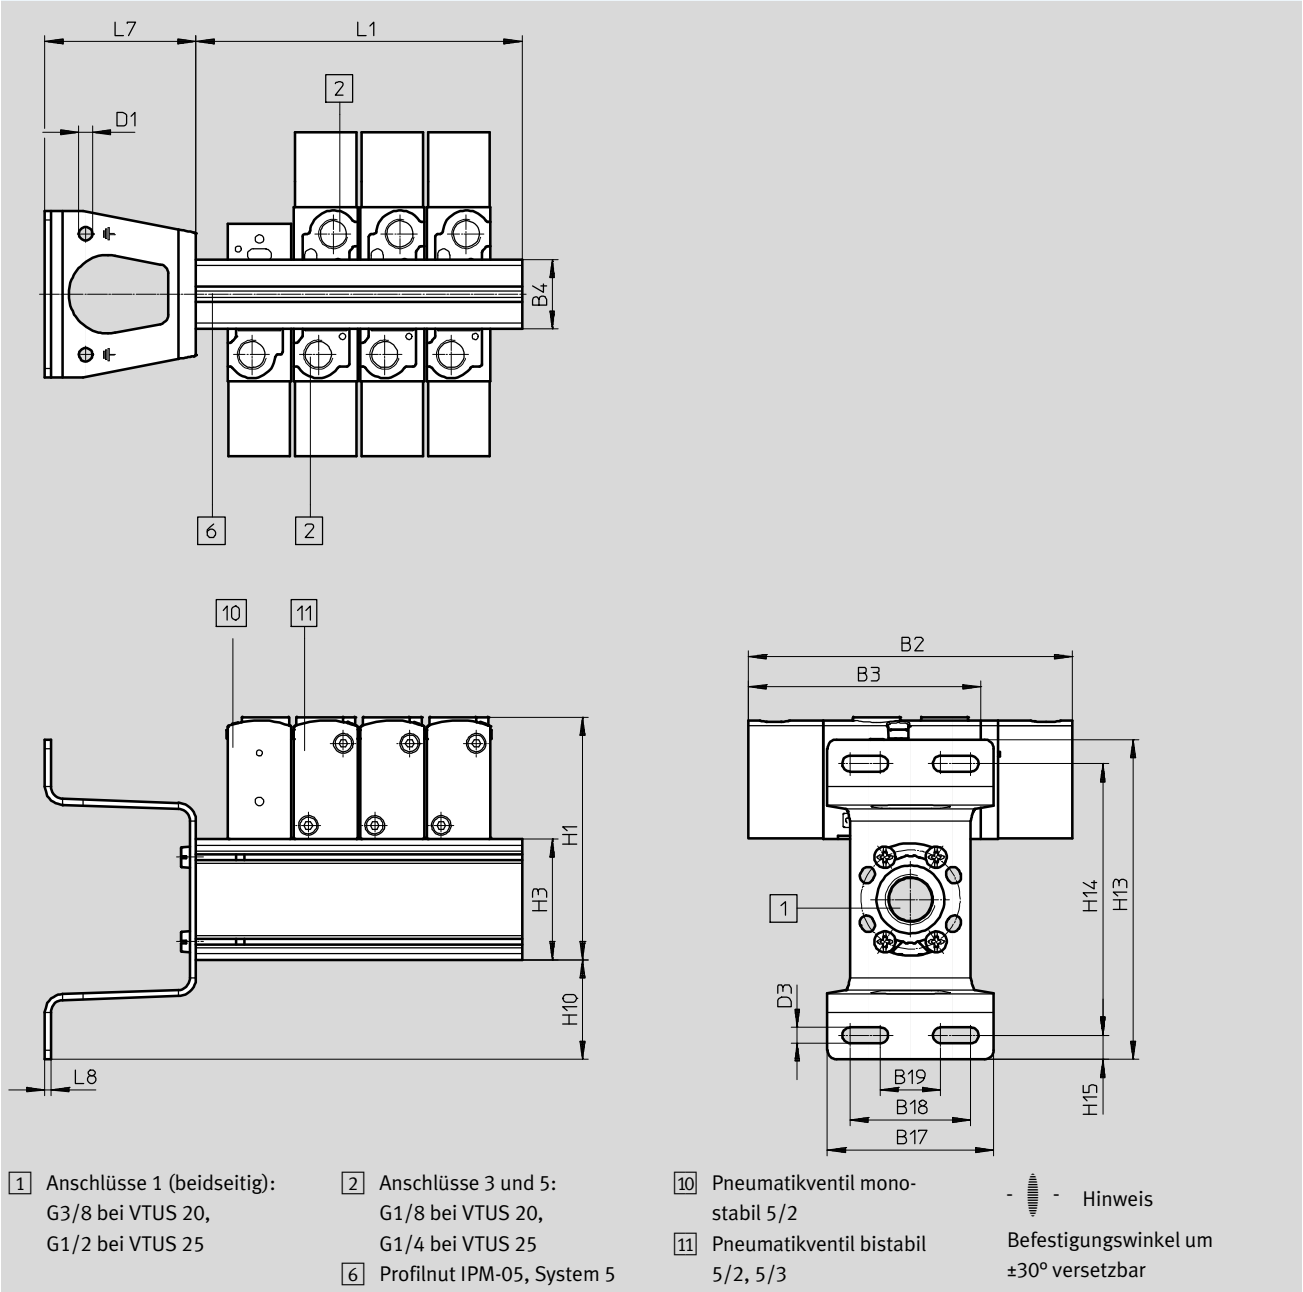 L7
L1
2
D1
B4
6
2
10
11
H1
H3
H10
L8
B2
B3
1
H14
H13
D3
B19
B18
B17
H15
1 Anschlüsse 1 (beidseitig):
G3/8 bei VTUS 20,
G1/2 bei VTUS 25
2 Anschlüsse 3 und 5:
G1/8 bei VTUS 20,
G1/4 bei VTUS 25
6 Profilnut IPM-05, System 5
10 Pneumatikventil mono-
stabil 5/2
11 Pneumatikventil bistabil
5/2, 5/3
Hinweis
Befestigungswinkel um
±30° versetzbar